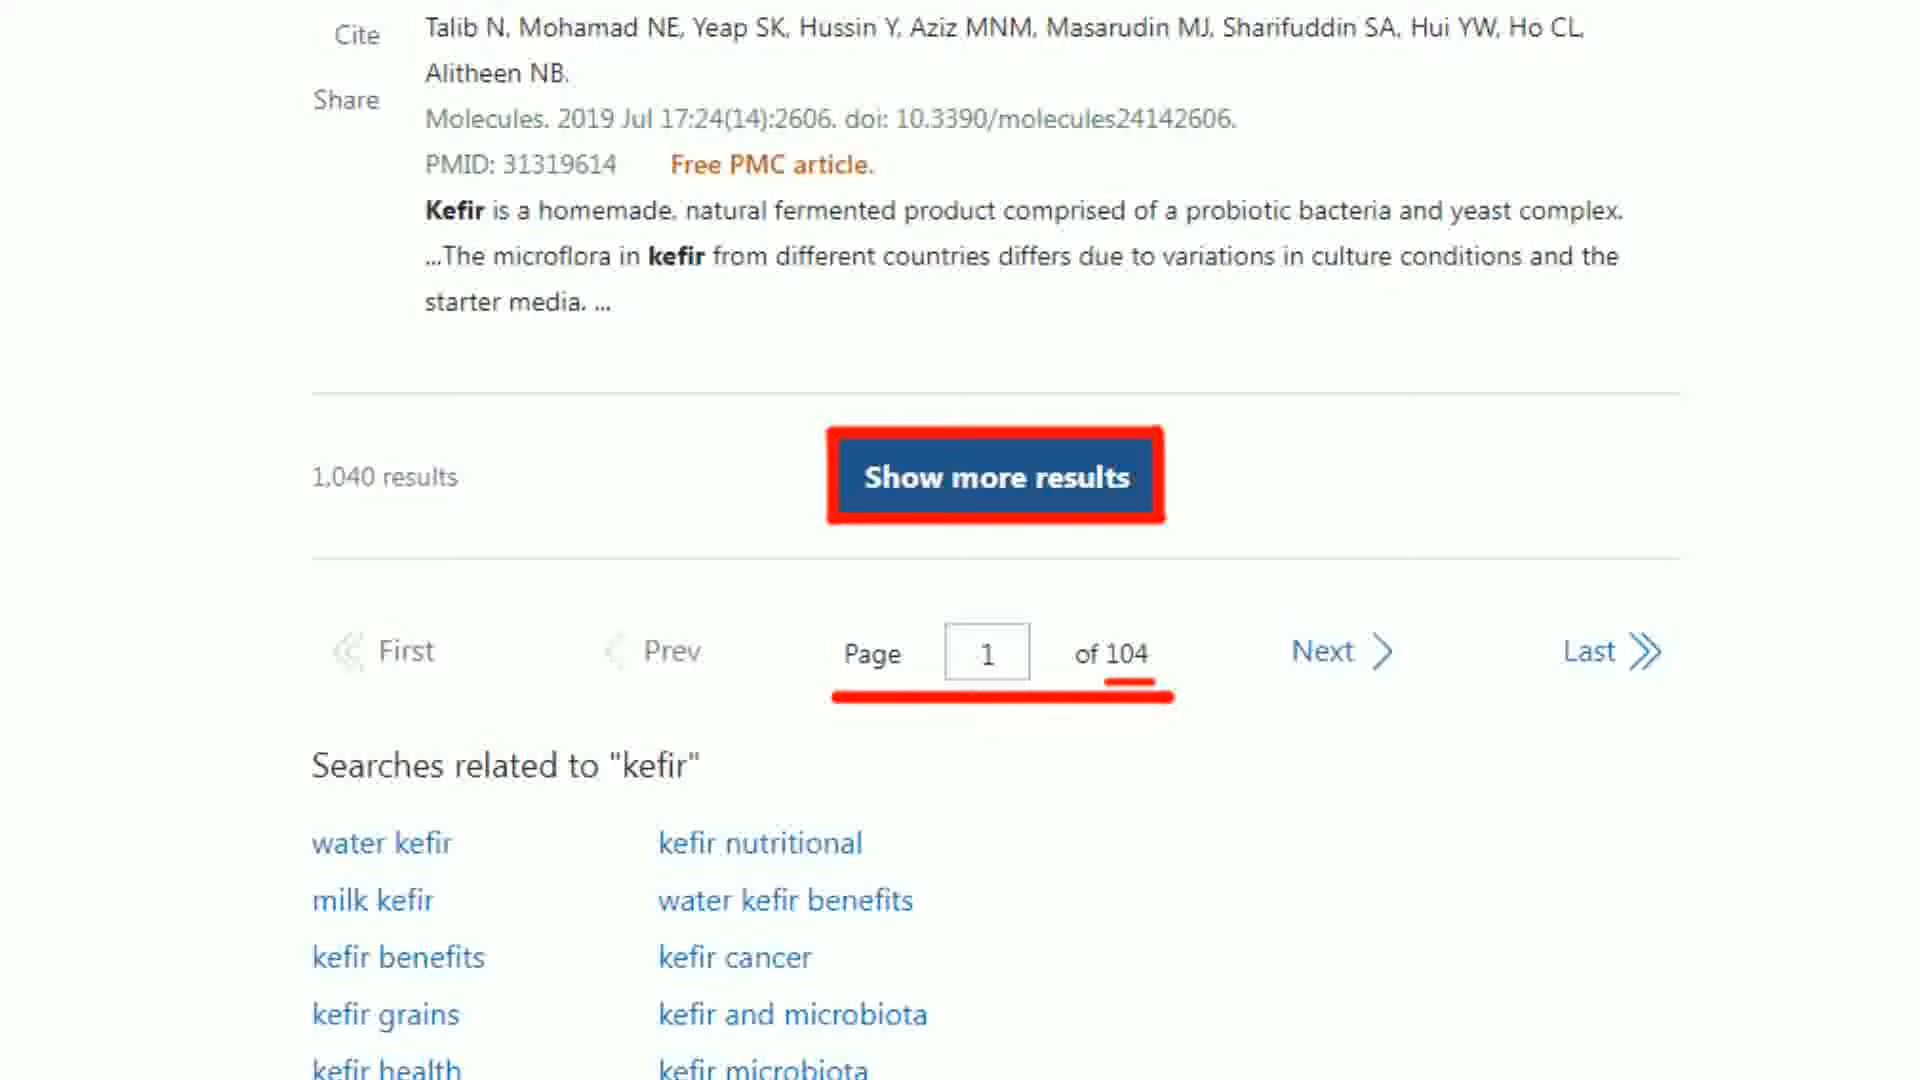 Cite
Share
Talib N, Mohamad NE, Yeap SK, Hussin Y, Aziz MNM, Masarudin MJ, Sharifuddin SA, Hui YW, Ho CL,
Alitheen NB.
Molecules. 2019 Jul 17;24(14):2606. doi: 10.3390/molecules24142606.
PMID: 31319614 Free PMC article.
Kefir is a homemade, natural fermented product comprised of a probiotic bacteria and yeast complex.
...The microflora in kefir from different countries differs due to variations in culture conditions and the
starter media. ...
1,040 results
Show more results
First Prev Page 1 of 104 Next Last
Searches related to "kefir"
water kefir
milk kefir
kefir benefits
kefir grains
kefir health
kefir nutritional
water kefir benefits
kefir cancer
kefir and microbiota
kefir microbiota